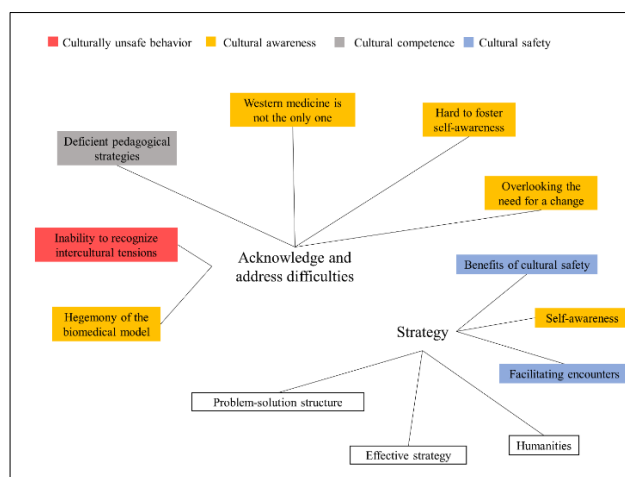 Culturally unsafe behavior
Cultural awareness
Cultural competence
Cultural safety
Western medicine is
not the only one
Hard to foster
self-awareness
Deficient pedagogical
strategies
Overlooking the
need for a change
Inability to recognize
intercultural tensions
Acknowledge and
address difficulties
Benefits of cultural safety
Hegemony of the
biomedical model
Strategy
Self-awareness
Facilitating encounters
Problem-solution structure
Humanities
Effective strategy